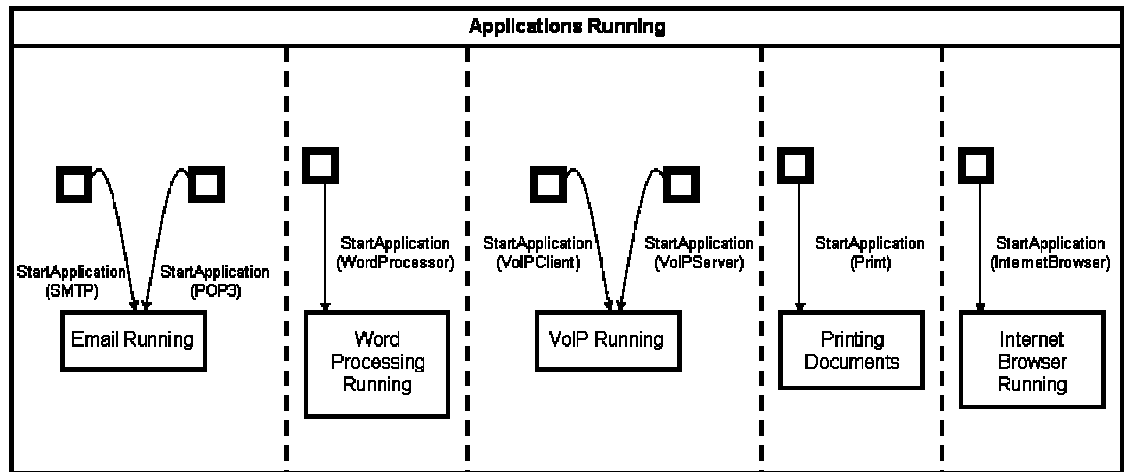 Applications Running
StartApplication
(SMTP)
StartApplication
(POP3)
Email Running
StartApplication
(WordProcessor)
Word
Processing
Running
StartApplication
(VoIPClient)
StartApplication
(VoIPServer)
VoIP Running
StartApplication
(Print)
Printing
Documents
StartApplication
(InternetBrowser)
Internet
Browser
Running